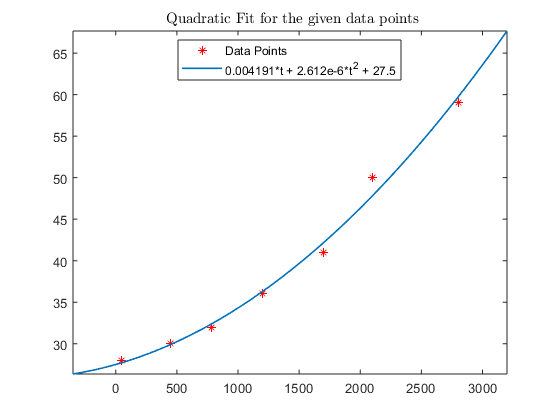 Quadratic Fit for the given data points
Data Points
0.004191*t + 2.612e-6*t² + 27.5
65
60
55
50
45
40
35
30
0 500 1000 1500 2000 2500 3000